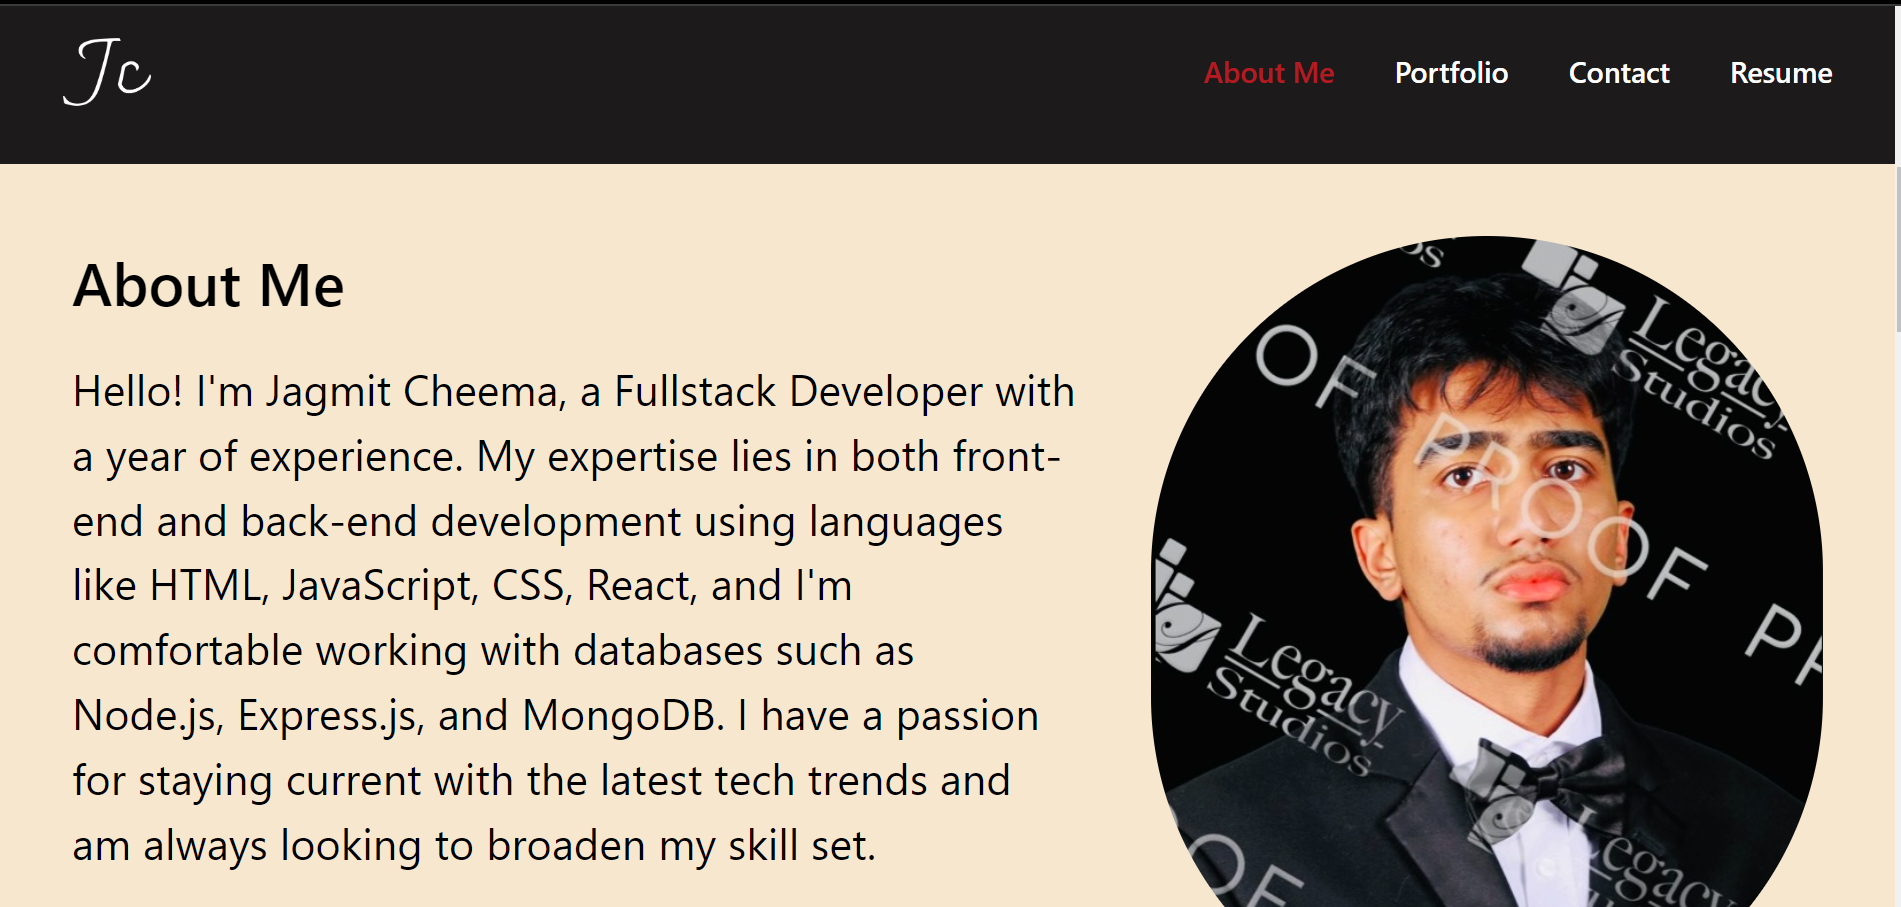 Jc
About Me Portfolio Contact Resume
About Me
Hello! I'm Jagmit Cheema, a Fullstack Developer with
a year of experience. My expertise lies in both front-
end and back-end development using languages
like HTML, JavaScript, CSS, React, and I'm
comfortable working with databases such as
Node.js, Express.js, and MongoDB. I have a passion
for staying current with the latest tech trends and
am always looking to broaden my skill set.
Legacy
Studios
OF
PROOF
Legacy
Studios
OF
Legacy